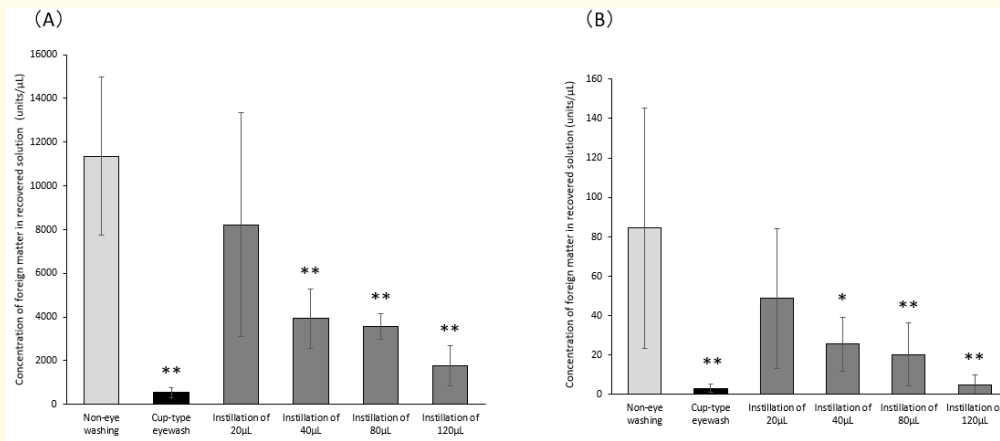 (A)
Concentration of foreign matter in recovered solution (units/μL)
16000
14000
12000
10000
8000
6000
4000
2000
0
**
**
**
**
Non-eye
washing
Cup-type
eyewash
Instillation of
20μL
Instillation of
40μL
Instillation of
80μL
Instillation of
120μL
(B)
Concentration of foreign matter in recovered solution (units/μL)
160
140
120
100
80
60
40
20
0
**
*
**
**
Non-eye
washing
Cup-type
eyewash
Instillation of
20μL
Instillation of
40μL
Instillation of
80μL
Instillation of
120μL